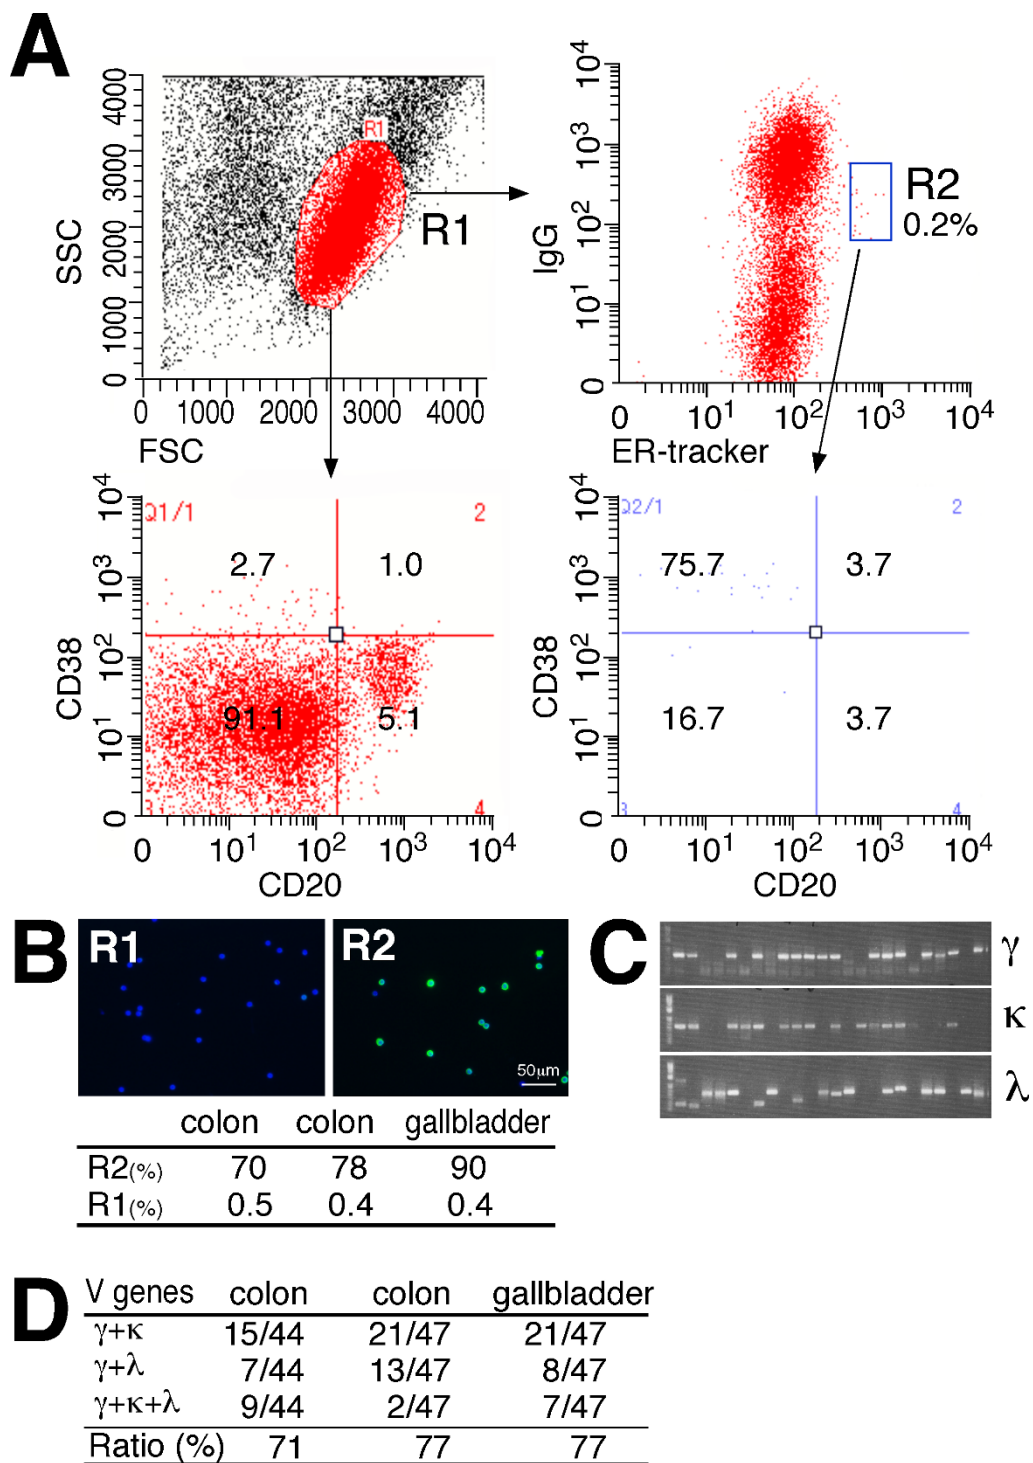 A
SSC
4000
3000
2000
1000
0
R1
R1
0 1000 2000 3000 4000
FSC
IgG
10⁴
10³
10²
10¹
0
R2
0.2%
0 10¹ 10² 10³ 10⁴
ER-tracker
CD38
10⁴
10³
10²
10¹
0
Q1/1 2
2.7 1.0
91.1 5.1
3 4
0 10¹ 10² 10³ 10⁴
CD20
CD38
10⁴
10³
10²
10¹
0
Q2/1 2
75.7 3.7
16.7 3.7
3 4
0 10¹ 10² 10³ 10⁴
CD20
B
R1 R2
50μm
colon colon gallbladder
R2(%) 70 78 90
R1(%) 0.5 0.4 0.4
C
γ
κ
λ
D
V genes colon colon gallbladder
γ+κ 15/44 21/47 21/47
γ+λ 7/44 13/47 8/47
γ+κ+λ 9/44 2/47 7/47
Ratio (%) 71 77 77